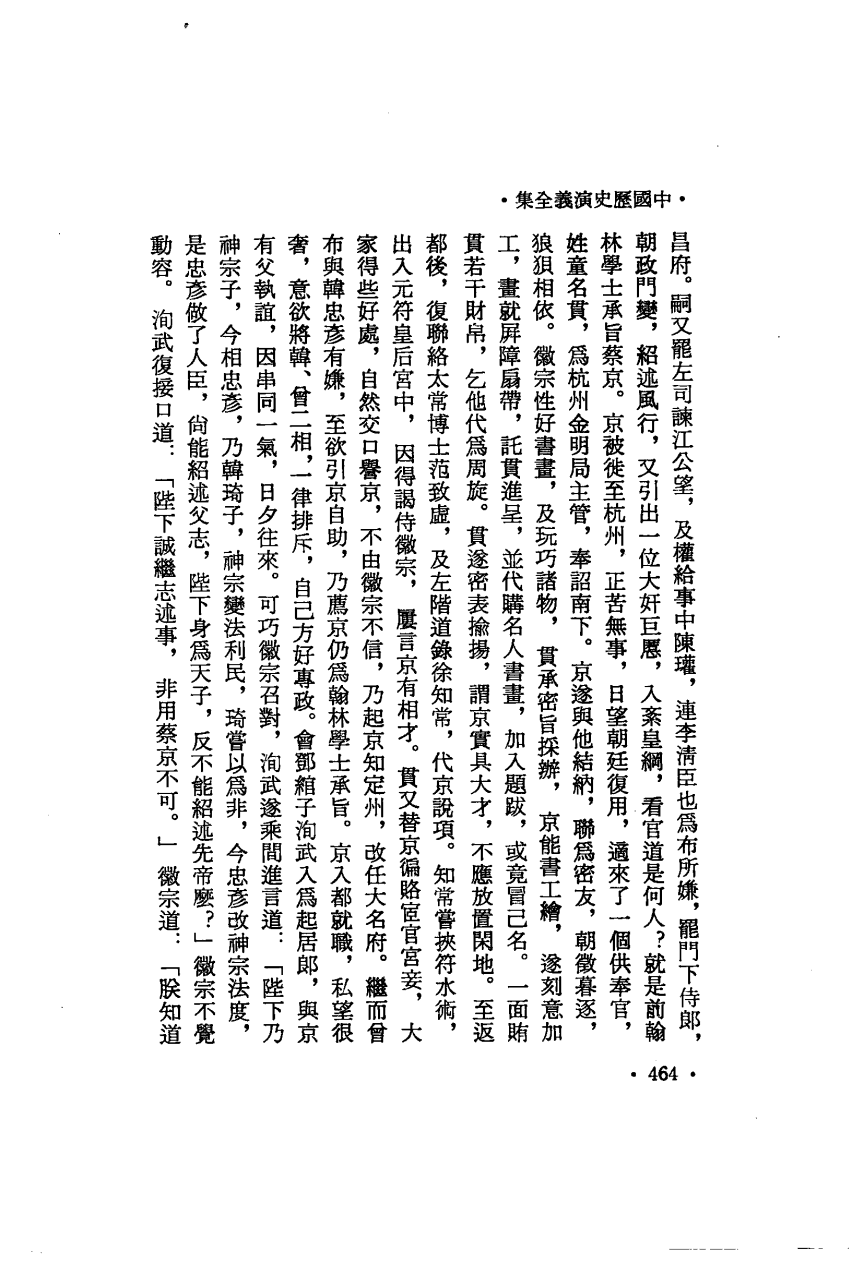 •中國歷史演義全集•
昌府。嗣又罷左司諫江公望，及權給事中陳瓘，連李清臣也爲布所嫌，罷門下侍郎，
朝政門變，紹述風行，又引出一位大奸巨慝，入紊皇綱，看官道是何人？就是前翰
林學士承旨蔡京。京被徙至杭州，正苦無事，日望朝廷復用，適來了一個供奉官，
姓童名貫，爲杭州金明局主管，奉詔南下。京遂與他結納，聯爲密友，朝徵暮逐，
狼狽相依。徽宗性好書畫，及玩巧諸物，貫承密旨採辦，京能書工繪，遂刻意加
工，畫就屏障扇帶，託貫進呈，並代購名人書畫，加入題跋，或竟冒己名。一面賄
貫若干財帛，乞他代爲周旋。貫遂密表揄揚，謂京實具大才，不應放置閑地。至返
都後，復聯絡太常博士范致虛，及左階道錄徐知常，代京說項。知常嘗挾符水術，
出入元符皇后宮中，因得謁侍徽宗，屢言京有相才。貫又替京徧賂宦官宮妾，大
家得些好處，自然交口譽京，不由徽宗不信，乃起京知定州，改任大名府。繼而曾
布與韓忠彥有嫌，至欲引京自助，乃薦京仍爲翰林學士承旨。京入都就職，私望很
奢，意欲將韓、曾二相，一律排斥，自己方好專政。會鄧綰子洵武入爲起居郎，與京
有父執誼，因串同一氣，日夕往來。可巧徽宗召對，洵武遂乘間進言道：「陛下乃
神宗子，今相忠彥，乃韓琦子，神宗變法利民，琦嘗以爲非，今忠彥改神宗法度，
是忠彥做了人臣，尙能紹述父志，陛下身爲天子，反不能紹述先帝麼？」徽宗不覺
動容。洵武復接口道：「陛下誠繼志述事，非用蔡京不可。」徽宗道：「朕知道
• 464 •